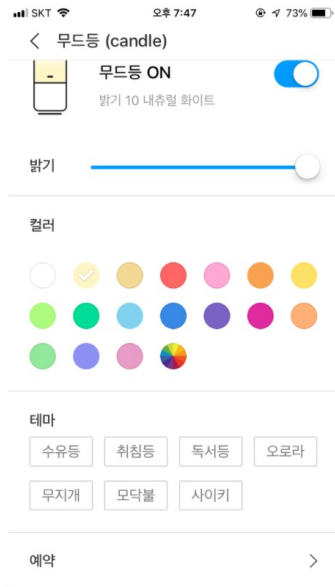 SKT 오후 7:47 73%
무드등 (candle)
무드등 ON
밝기 10 내츄럴 화이트
밝기
컬러
테마
수유등 취침등 독서등 오로라
무지개 모닥불 사이키
예약